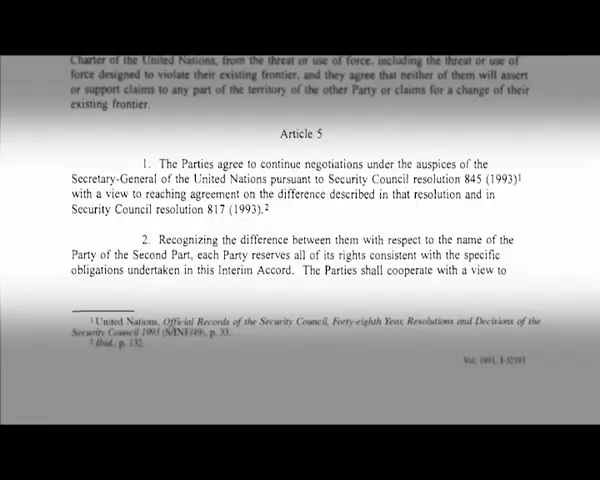 Charter of the United Nations, from the threat or use of force, including the threat or use of
force designed to violate their existing frontier, and they agree that neither of them will assert
or support claims to any part of the territory of the other Party or claims for a change of their
existing frontier.
Article 5
1. The Parties agree to continue negotiations under the auspices of the
Secretary-General of the United Nations pursuant to Security Council resolution 845 (1993)¹
with a view to reaching agreement on the difference described in that resolution and in
Security Council resolution 817 (1993).²
2. Recognizing the difference between them with respect to the name of the
Party of the Second Part, each Party reserves all of its rights consistent with the specific
obligations undertaken in this Interim Accord. The Parties shall cooperate with a view to
¹ United Nations, Official Records of the Security Council, Forty-eighth Year, Resolutions and Decisions of the
Security Council 1993 (S/INF/49), p. 33.
² Ibid., p. 132.
Vol. 1891, I-32193